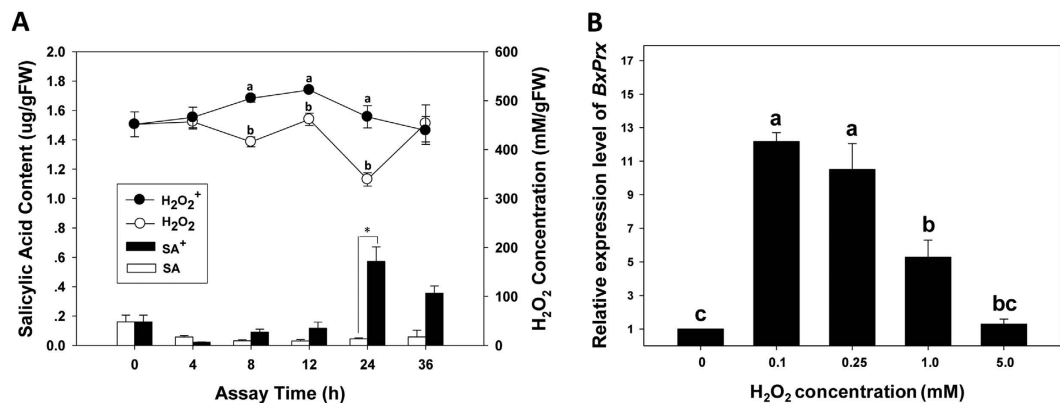 A
Salicylic Acid Content (ug/gFW)
2.0
1.8
1.6
1.4
1.2
1.0
.8
.6
.4
.2
0.0
a
a
a
b
b
b
H₂O₂⁺
H₂O₂
SA⁺
SA
*
600
500
400
300
200
100
0
H₂O₂ Concentration (mM/gFW)
0 4 8 12 24 36
Assay Time (h)
B
Relative expression level of BxPrx
17
15
13
11
9
7
5
3
1
c
a
a
b
bc
0 0.1 0.25 1.0 5.0
H₂O₂ concentration (mM)